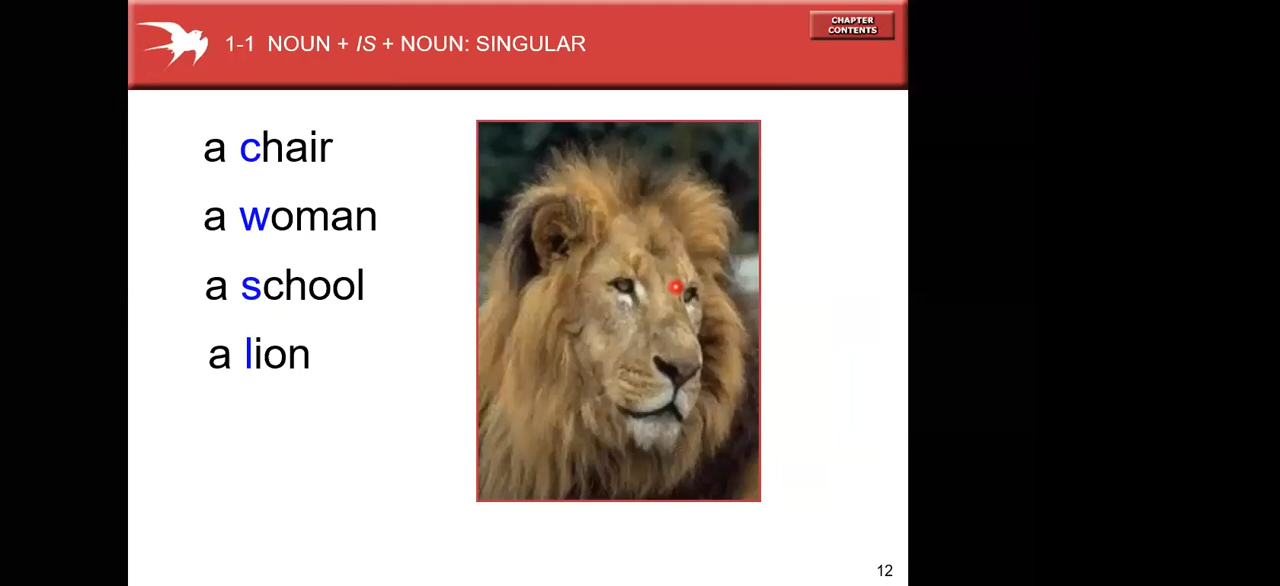 1-1 NOUN + IS + NOUN: SINGULAR
CHAPTER
CONTENTS
a chair
a woman
a school
a lion
12